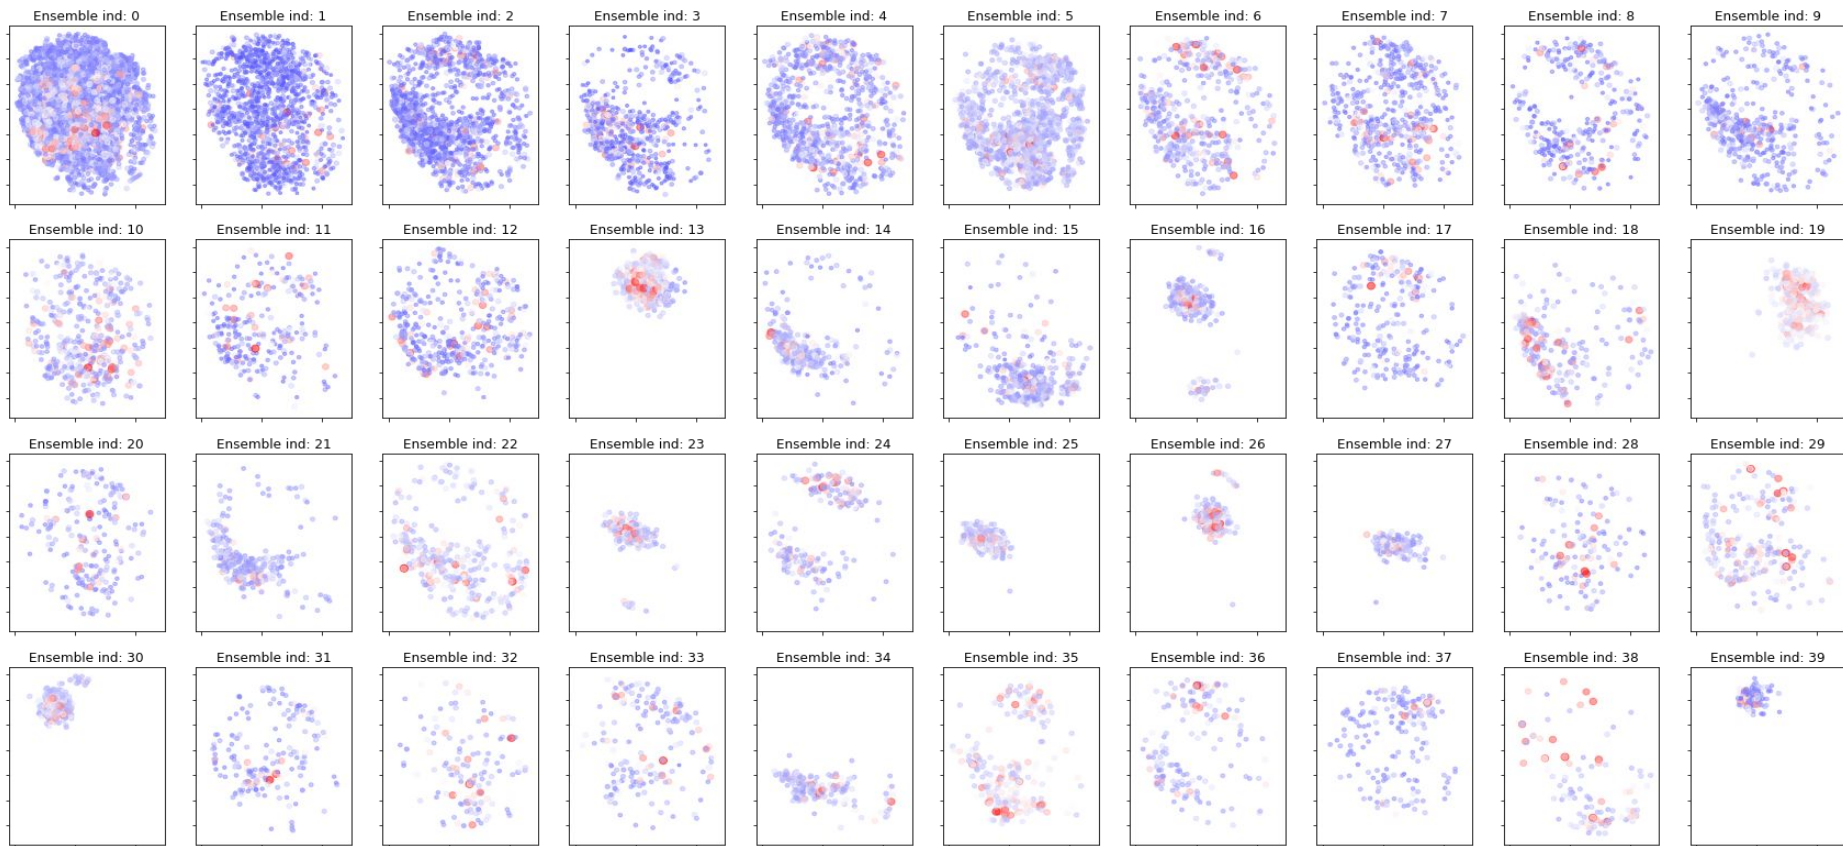 Ensemble ind: 0
Ensemble ind: 1
Ensemble ind: 2
Ensemble ind: 3
Ensemble ind: 4
Ensemble ind: 5
Ensemble ind: 6
Ensemble ind: 7
Ensemble ind: 8
Ensemble ind: 9
Ensemble ind: 10
Ensemble ind: 11
Ensemble ind: 12
Ensemble ind: 13
Ensemble ind: 14
Ensemble ind: 15
Ensemble ind: 16
Ensemble ind: 17
Ensemble ind: 18
Ensemble ind: 19
Ensemble ind: 20
Ensemble ind: 21
Ensemble ind: 22
Ensemble ind: 23
Ensemble ind: 24
Ensemble ind: 25
Ensemble ind: 26
Ensemble ind: 27
Ensemble ind: 28
Ensemble ind: 29
Ensemble ind: 30
Ensemble ind: 31
Ensemble ind: 32
Ensemble ind: 33
Ensemble ind: 34
Ensemble ind: 35
Ensemble ind: 36
Ensemble ind: 37
Ensemble ind: 38
Ensemble ind: 39